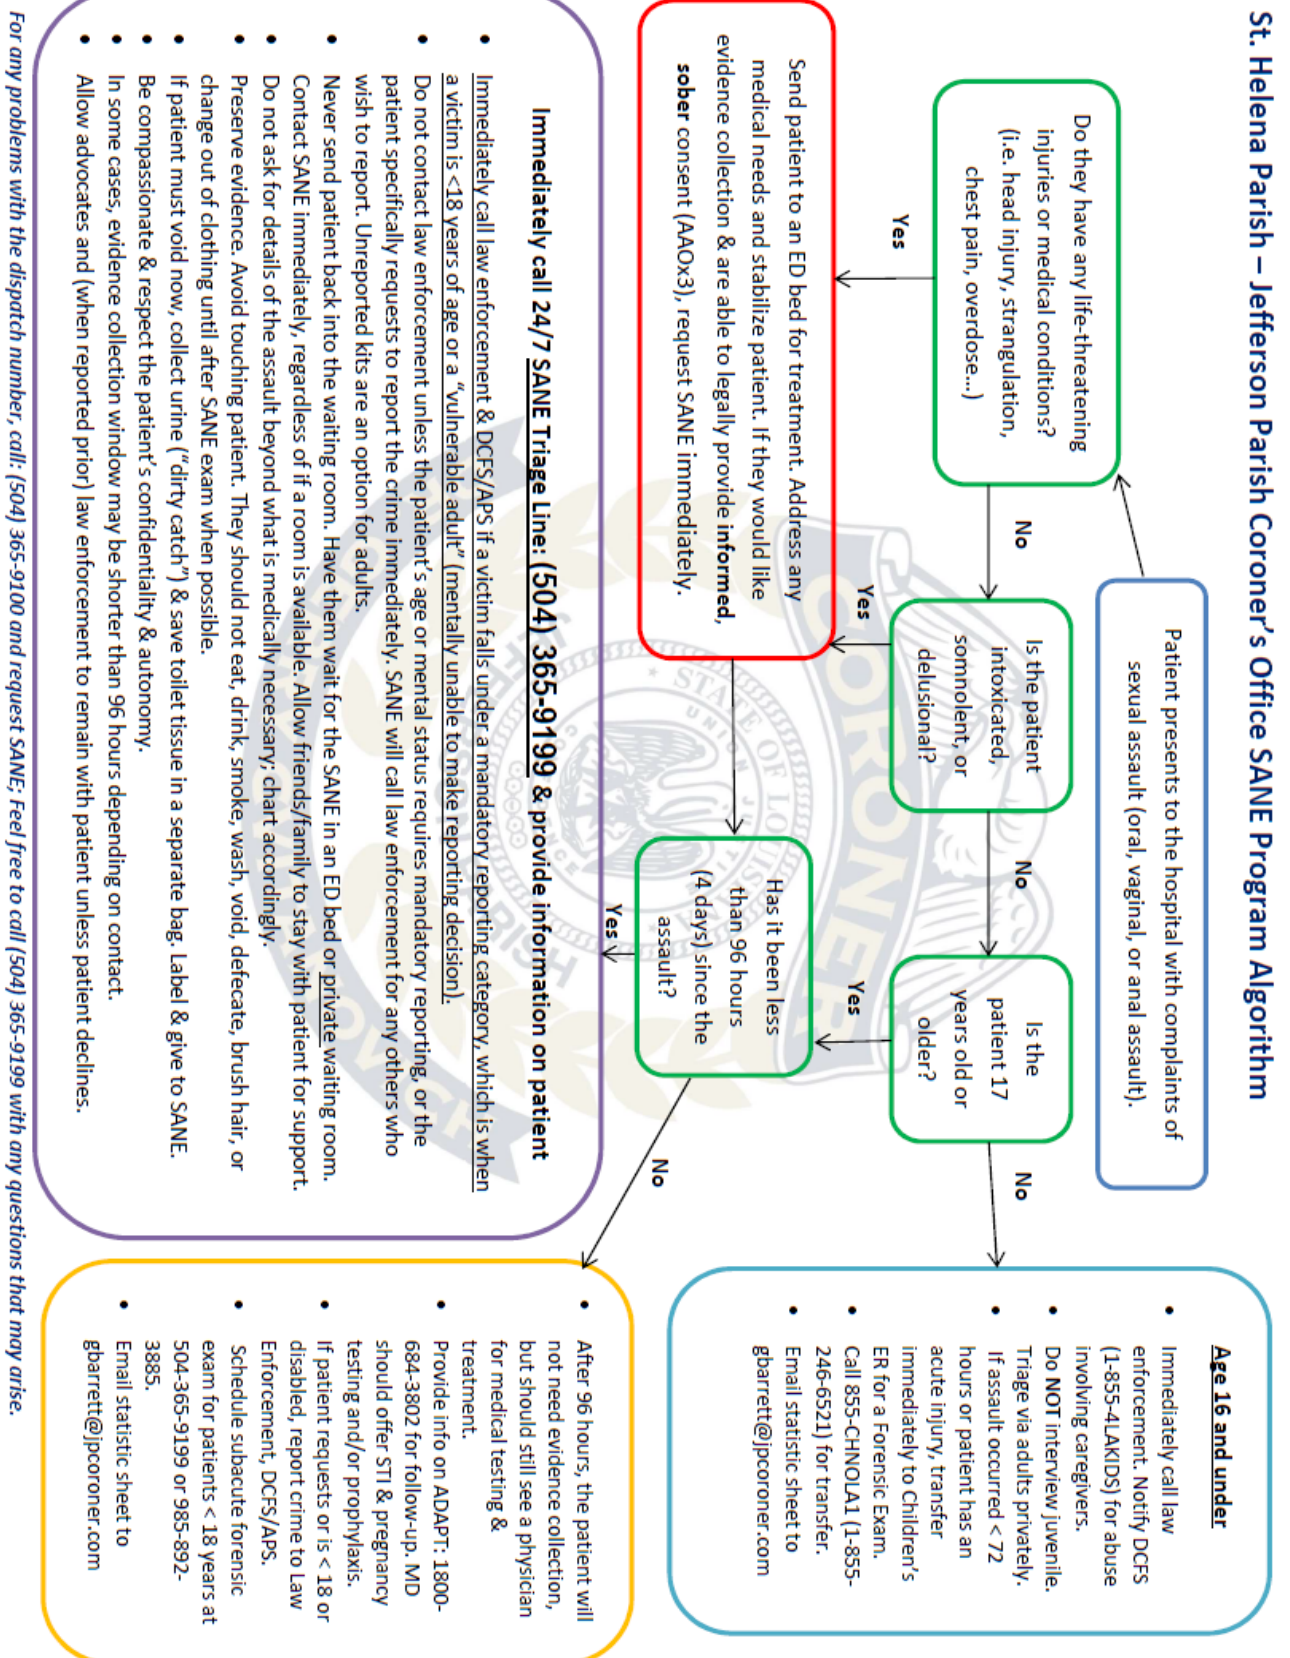 St. Helena Parish – Jefferson Parish Coroner's Office SANE Program Algorithm
Patient presents to the hospital with complaints of
sexual assault (oral, vaginal, or anal assault).
Do they have any life-threatening
injuries or medical conditions?
(i.e. head injury, strangulation,
chest pain, overdose...)
Yes
No
Is the patient
intoxicated,
somnolent, or
delusional?
Yes
No
Is the
patient 17
years old or
older?
Yes
No
Send patient to an ED bed for treatment. Address any
medical needs and stabilize patient. If they would like
evidence collection & are able to legally provide informed,
sober consent (AAOx3), request SANE immediately.
Has it been less
than 96 hours
(4 days) since the
assault?
Yes
No
Age 16 and under
• Immediately call law
enforcement. Notify DCFS
(1-855-4LAKIDS) for abuse
involving caregivers.
• Do NOT interview juvenile.
Triage via adults privately.
• If assault occurred < 72
hours or patient has an
acute injury, transfer
immediately to Children's
ER for a Forensic Exam.
• Call 855-CHNOLA1 (1-855-
246-6521) for transfer.
• Email statistic sheet to
gbarrett@jpcoroner.com
Immediately call 24/7 SANE Triage Line: (504) 365-9199 & provide information on patient
• Immediately call law enforcement & DCFS/APS if a victim falls under a mandatory reporting category, which is when
a victim is <18 years of age or a "vulnerable adult" (mentally unable to make reporting decision).
• Do not contact law enforcement unless the patient's age or mental status requires mandatory reporting, or the
patient specifically requests to report the crime immediately. SANE will call law enforcement for any others who
wish to report. Unreported kits are an option for adults.
• Never send patient back into the waiting room. Have them wait for the SANE in an ED bed or private waiting room.
Contact SANE immediately, regardless of if a room is available. Allow friends/family to stay with patient for support.
• Do not ask for details of the assault beyond what is medically necessary; chart accordingly.
• Preserve evidence. Avoid touching patient. They should not eat, drink, smoke, wash, void, defecate, brush hair, or
change out of clothing until after SANE exam when possible.
• If patient must void now, collect urine ("dirty catch") & save toilet tissue in a separate bag. Label & give to SANE.
• Be compassionate & respect the patient's confidentiality & autonomy.
• In some cases, evidence collection window may be shorter than 96 hours depending on contact.
• Allow advocates and (when reported prior) law enforcement to remain with patient unless patient declines.
• After 96 hours, the patient will
not need evidence collection,
but should still see a physician
for medical testing &
treatment.
• Provide info on ADAPT: 1800-
684-3802 for follow-up. MD
should offer STI & pregnancy
testing and/or prophylaxis.
• If patient requests or is < 18 or
disabled, report crime to Law
Enforcement, DCFS/APS.
• Schedule subacute forensic
exam for patients < 18 years at
504-365-9199 or 985-892-
3885.
• Email statistic sheet to
gbarrett@jpcoroner.com
For any problems with the dispatch number, call: (504) 365-9100 and request SANE; Feel free to call (504) 365-9199 with any questions that may arise.
CORONER
STATE OF LOUISIANA
UNION